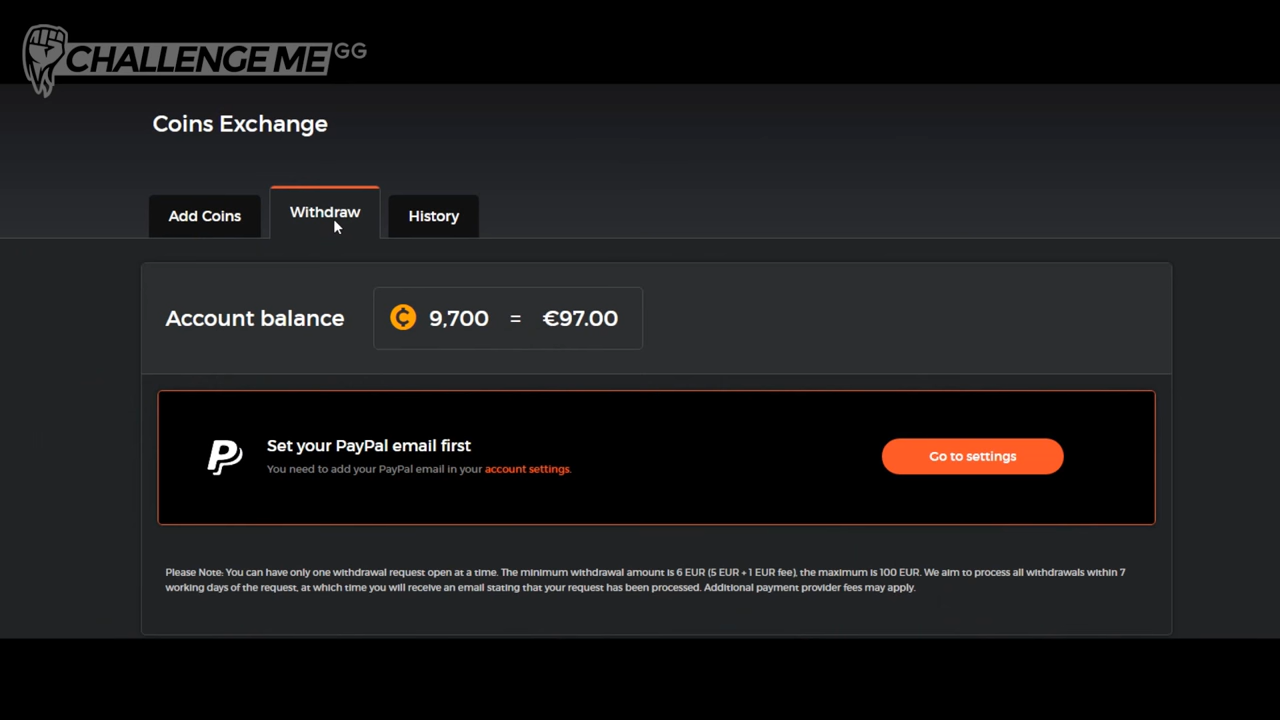 CHALLENGE ME GG
Coins Exchange
Add Coins
Withdraw
History
Account balance
9,700 = €97.00
Set your PayPal email first
You need to add your PayPal email in your account settings.
Go to settings
Please Note: You can have only one withdrawal request open at a time. The minimum withdrawal amount is 6 EUR (5 EUR + 1 EUR fee), the maximum is 100 EUR. We aim to process all withdrawals within 7
working days of the request, at which time you will receive an email stating that your request has been processed. Additional payment provider fees may apply.